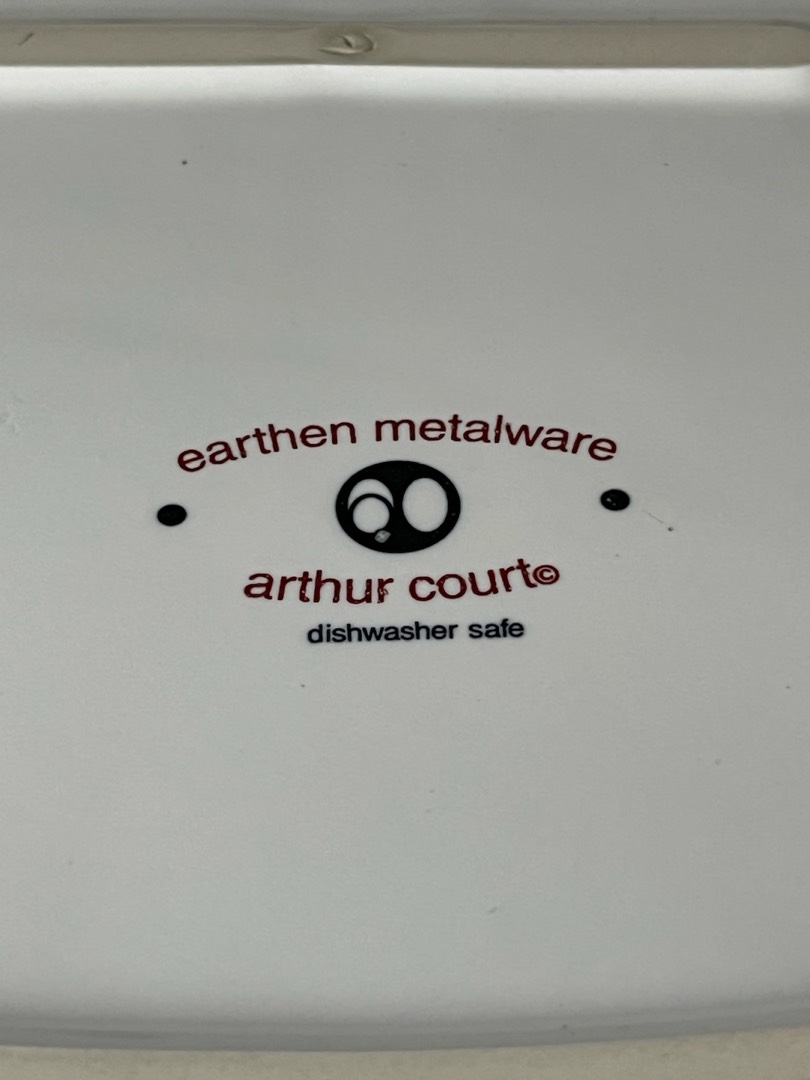 earthen metalware
arthur court©
dishwasher safe